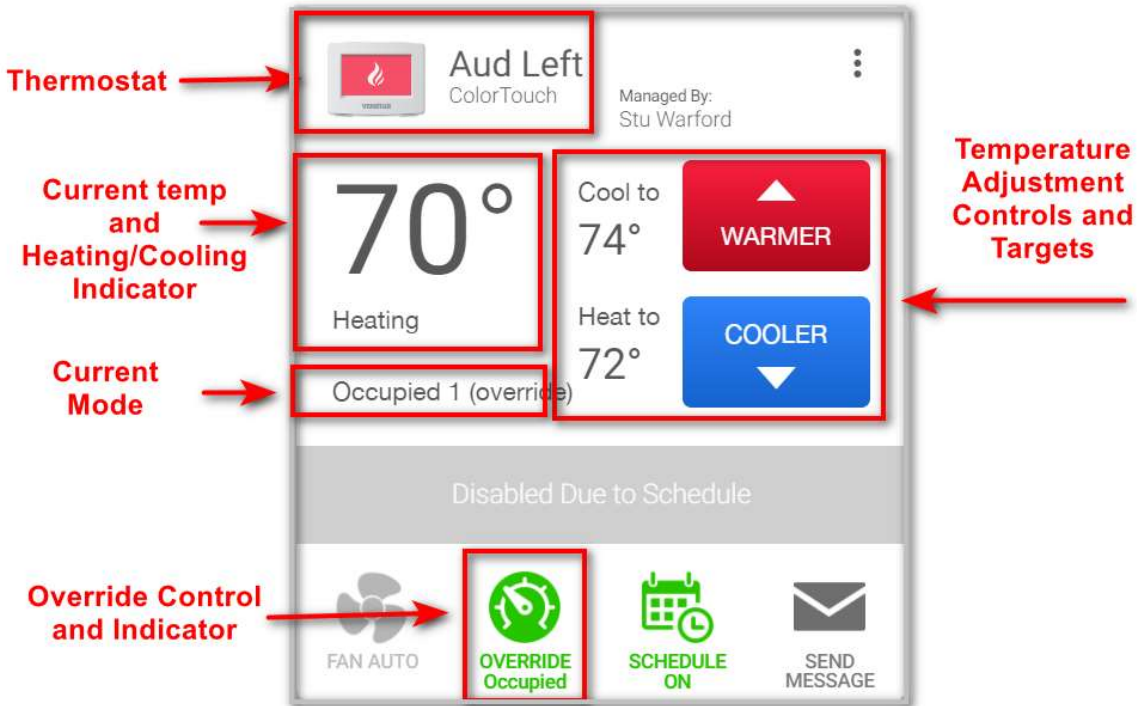 Thermostat
Aud Left
ColorTouch
Managed By:
Stu Warford
VENSTAR
Current temp
and
Heating/Cooling
Indicator
70°
Heating
Cool to
74°
WARMER
Heat to
72°
COOLER
Temperature
Adjustment
Controls and
Targets
Current
Mode
Occupied 1 (override)
Disabled Due to Schedule
Override Control
and Indicator
FAN AUTO
OVERRIDE
Occupied
SCHEDULE
ON
SEND
MESSAGE